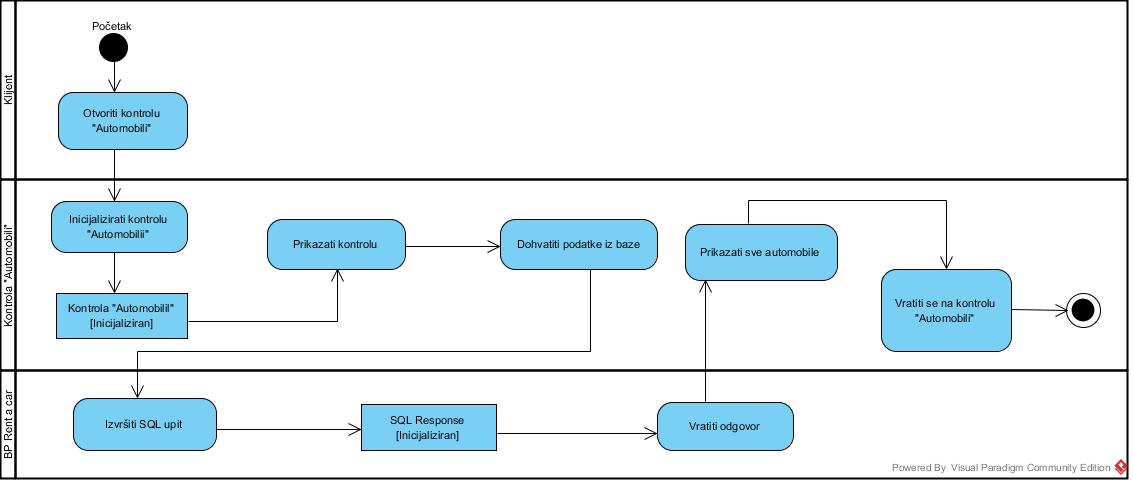 Klijent
Početak
Otvoriti kontrolu
"Automobili"
Kontrola "Automobili"
Inicijalizirati kontrolu
"Automobilii"
Kontrola "Automobilil"
[Inicijaliziran]
Prikazati kontrolu
Dohvatiti podatke iz baze
Prikazati sve automobile
Vratiti se na kontrolu
"Automobili"
BP Rent a car
Izvršiti SQL upit
SQL Response
[Inicijaliziran]
Vratiti odgovor
Powered By Visual Paradigm Community Edition